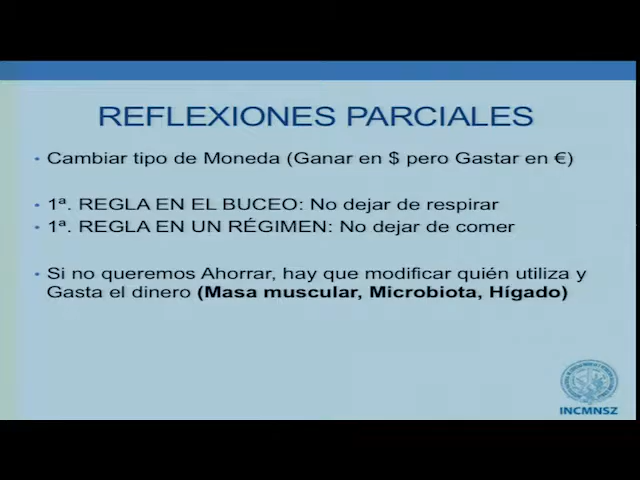 REFLEXIONES PARCIALES
• Cambiar tipo de Moneda (Ganar en $ pero Gastar en €)
• 1ª. REGLA EN EL BUCEO: No dejar de respirar
• 1ª. REGLA EN UN RÉGIMEN: No dejar de comer
• Si no queremos Ahorrar, hay que modificar quién utiliza y
Gasta el dinero (Masa muscular, Microbiota, Hígado)
INCMNSZ